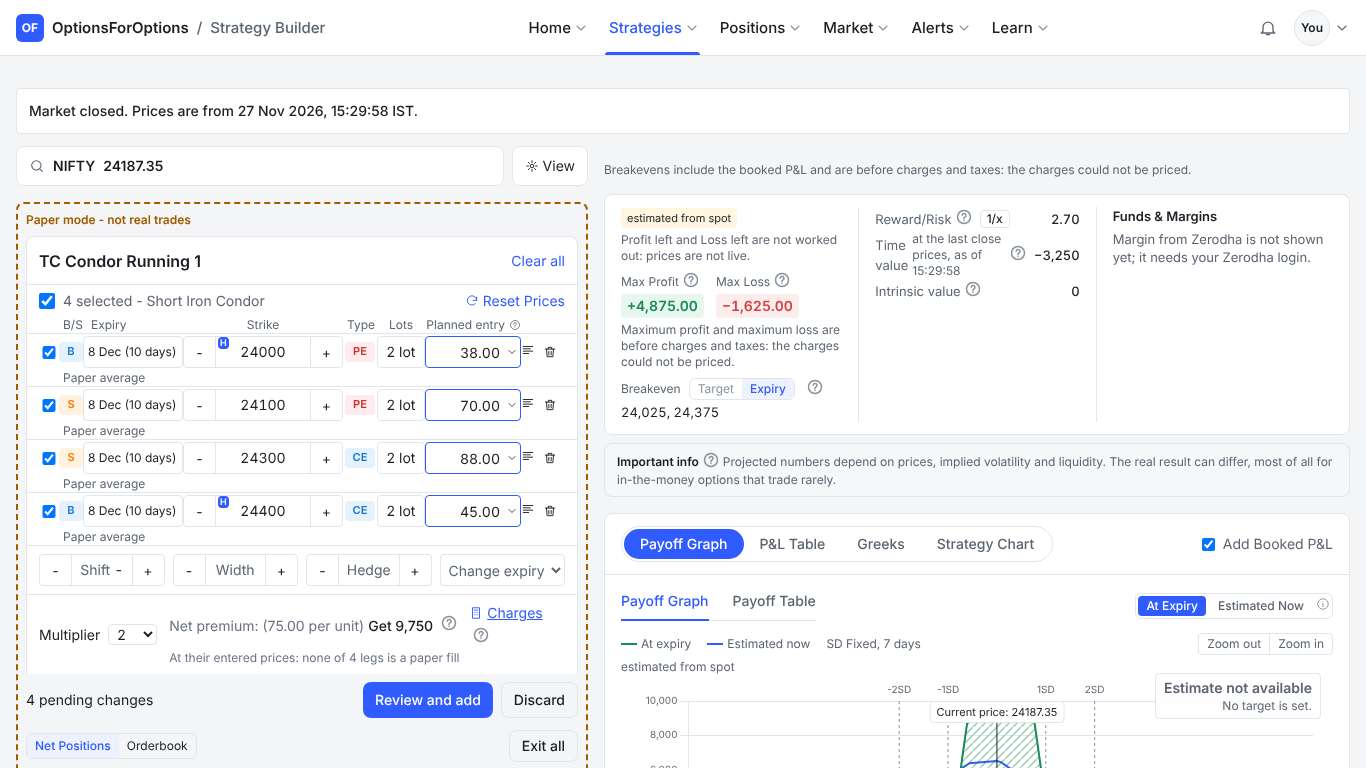 OF OptionsForOptions / Strategy Builder Home Strategies Positions Market Alerts Learn You
Market closed. Prices are from 27 Nov 2026, 15:29:58 IST.
NIFTY 24187.35 View
Paper mode - not real trades
TC Condor Running 1 Clear all
4 selected - Short Iron Condor Reset Prices
B/S Expiry Strike Type Lots Planned entry
B 8 Dec (10 days) - H 24000 + PE 2 lot 38.00
Paper average
S 8 Dec (10 days) - 24100 + PE 2 lot 70.00
Paper average
S 8 Dec (10 days) - 24300 + CE 2 lot 88.00
Paper average
B 8 Dec (10 days) - H 24400 + CE 2 lot 45.00
Paper average
- Shift - + - Width + - Hedge + Change expiry
Multiplier 2 Net premium: (75.00 per unit) Get 9,750 Charges
At their entered prices: none of 4 legs is a paper fill
4 pending changes Review and add Discard
Net Positions Orderbook Exit all
Breakevens include the booked P&L and are before charges and taxes: the charges could not be priced.
estimated from spot
Profit left and Loss left are not worked
out: prices are not live.
Max Profit Max Loss
+4,875.00 −1,625.00
Maximum profit and maximum loss are
before charges and taxes: the charges
could not be priced.
Breakeven Target Expiry
24,025, 24,375
Reward/Risk 1/x 2.70
Time value at the last close prices, as of 15:29:58 −3,250
Intrinsic value 0
Funds & Margins
Margin from Zerodha is not shown
yet; it needs your Zerodha login.
Important info Projected numbers depend on prices, implied volatility and liquidity. The real result can differ, most of all for
in-the-money options that trade rarely.
Payoff Graph P&L Table Greeks Strategy Chart Add Booked P&L
Payoff Graph Payoff Table At Expiry Estimated Now
At expiry Estimated now SD Fixed, 7 days Zoom out Zoom in
estimated from spot
-2SD -1SD 1SD 2SD
Estimate not available
No target is set.
10,000
Current price: 24187.35
8,000